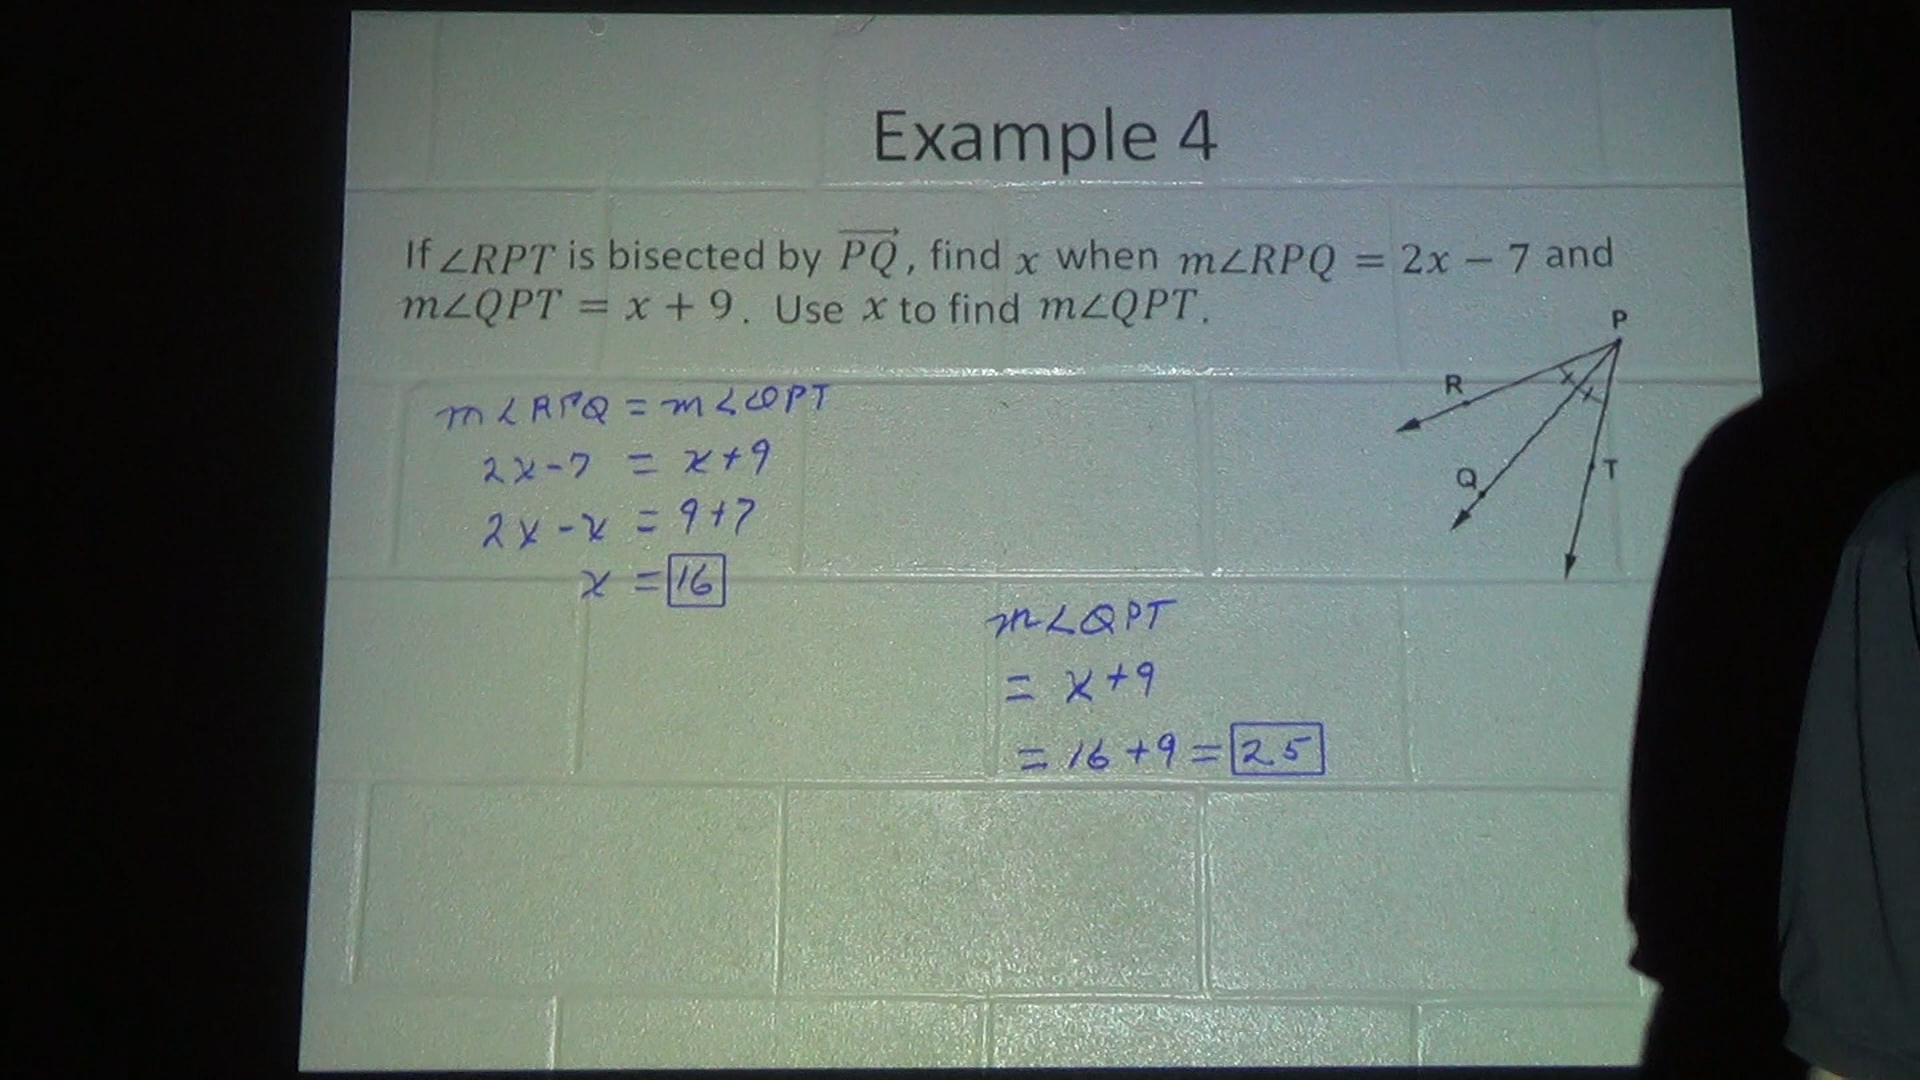 Example 4
If ∠RPT is bisected by PQ⃗, find x when m∠RPQ = 2x − 7 and
m∠QPT = x + 9. Use x to find m∠QPT.
P
R
Q
T
m∠RPQ = m∠QPT
2x-7 = x+9
2x-x = 9+7
x = 16
m∠QPT
= x+9
= 16+9 = 25